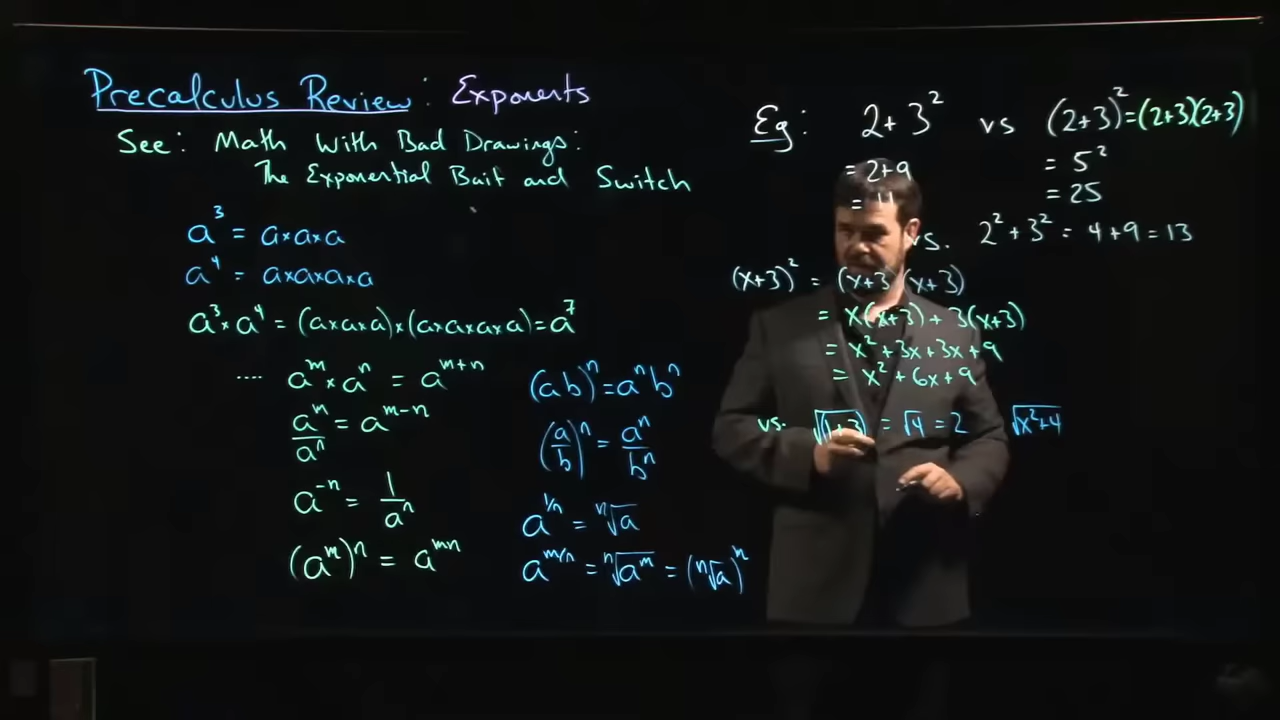 Precalculus Review: Exponents
See: Math With Bad Drawings:
The Exponential Bait and Switch
a³ = a×a×a
a⁴ = a×a×a×a
a³×a⁴ = (a×a×a)×(a×a×a×a) = a⁷
.... aᵐ × aⁿ = aᵐ⁺ⁿ
aᵐ/aⁿ = aᵐ⁻ⁿ
a⁻ⁿ = 1/aⁿ
(aᵐ)ⁿ = aᵐⁿ
(ab)ⁿ = aⁿbⁿ
(a/b)ⁿ = aⁿ/bⁿ
a^(1/n) = ⁿ√a
a^(m/n) = ⁿ√(aᵐ) = (ⁿ√a)ⁿ
Eg: 2+3² vs (2+3)² = (2+3)(2+3)
= 2+9
= 11
= 5²
= 25
vs. 2²+3² = 4+9 = 13
(x+3)² = (x+3)(x+3)
= x(x+3) + 3(x+3)
= x² + 3x + 3x + 9
= x² + 6x + 9
vs. √(1+3) = √4 = 2 √(x²+4)